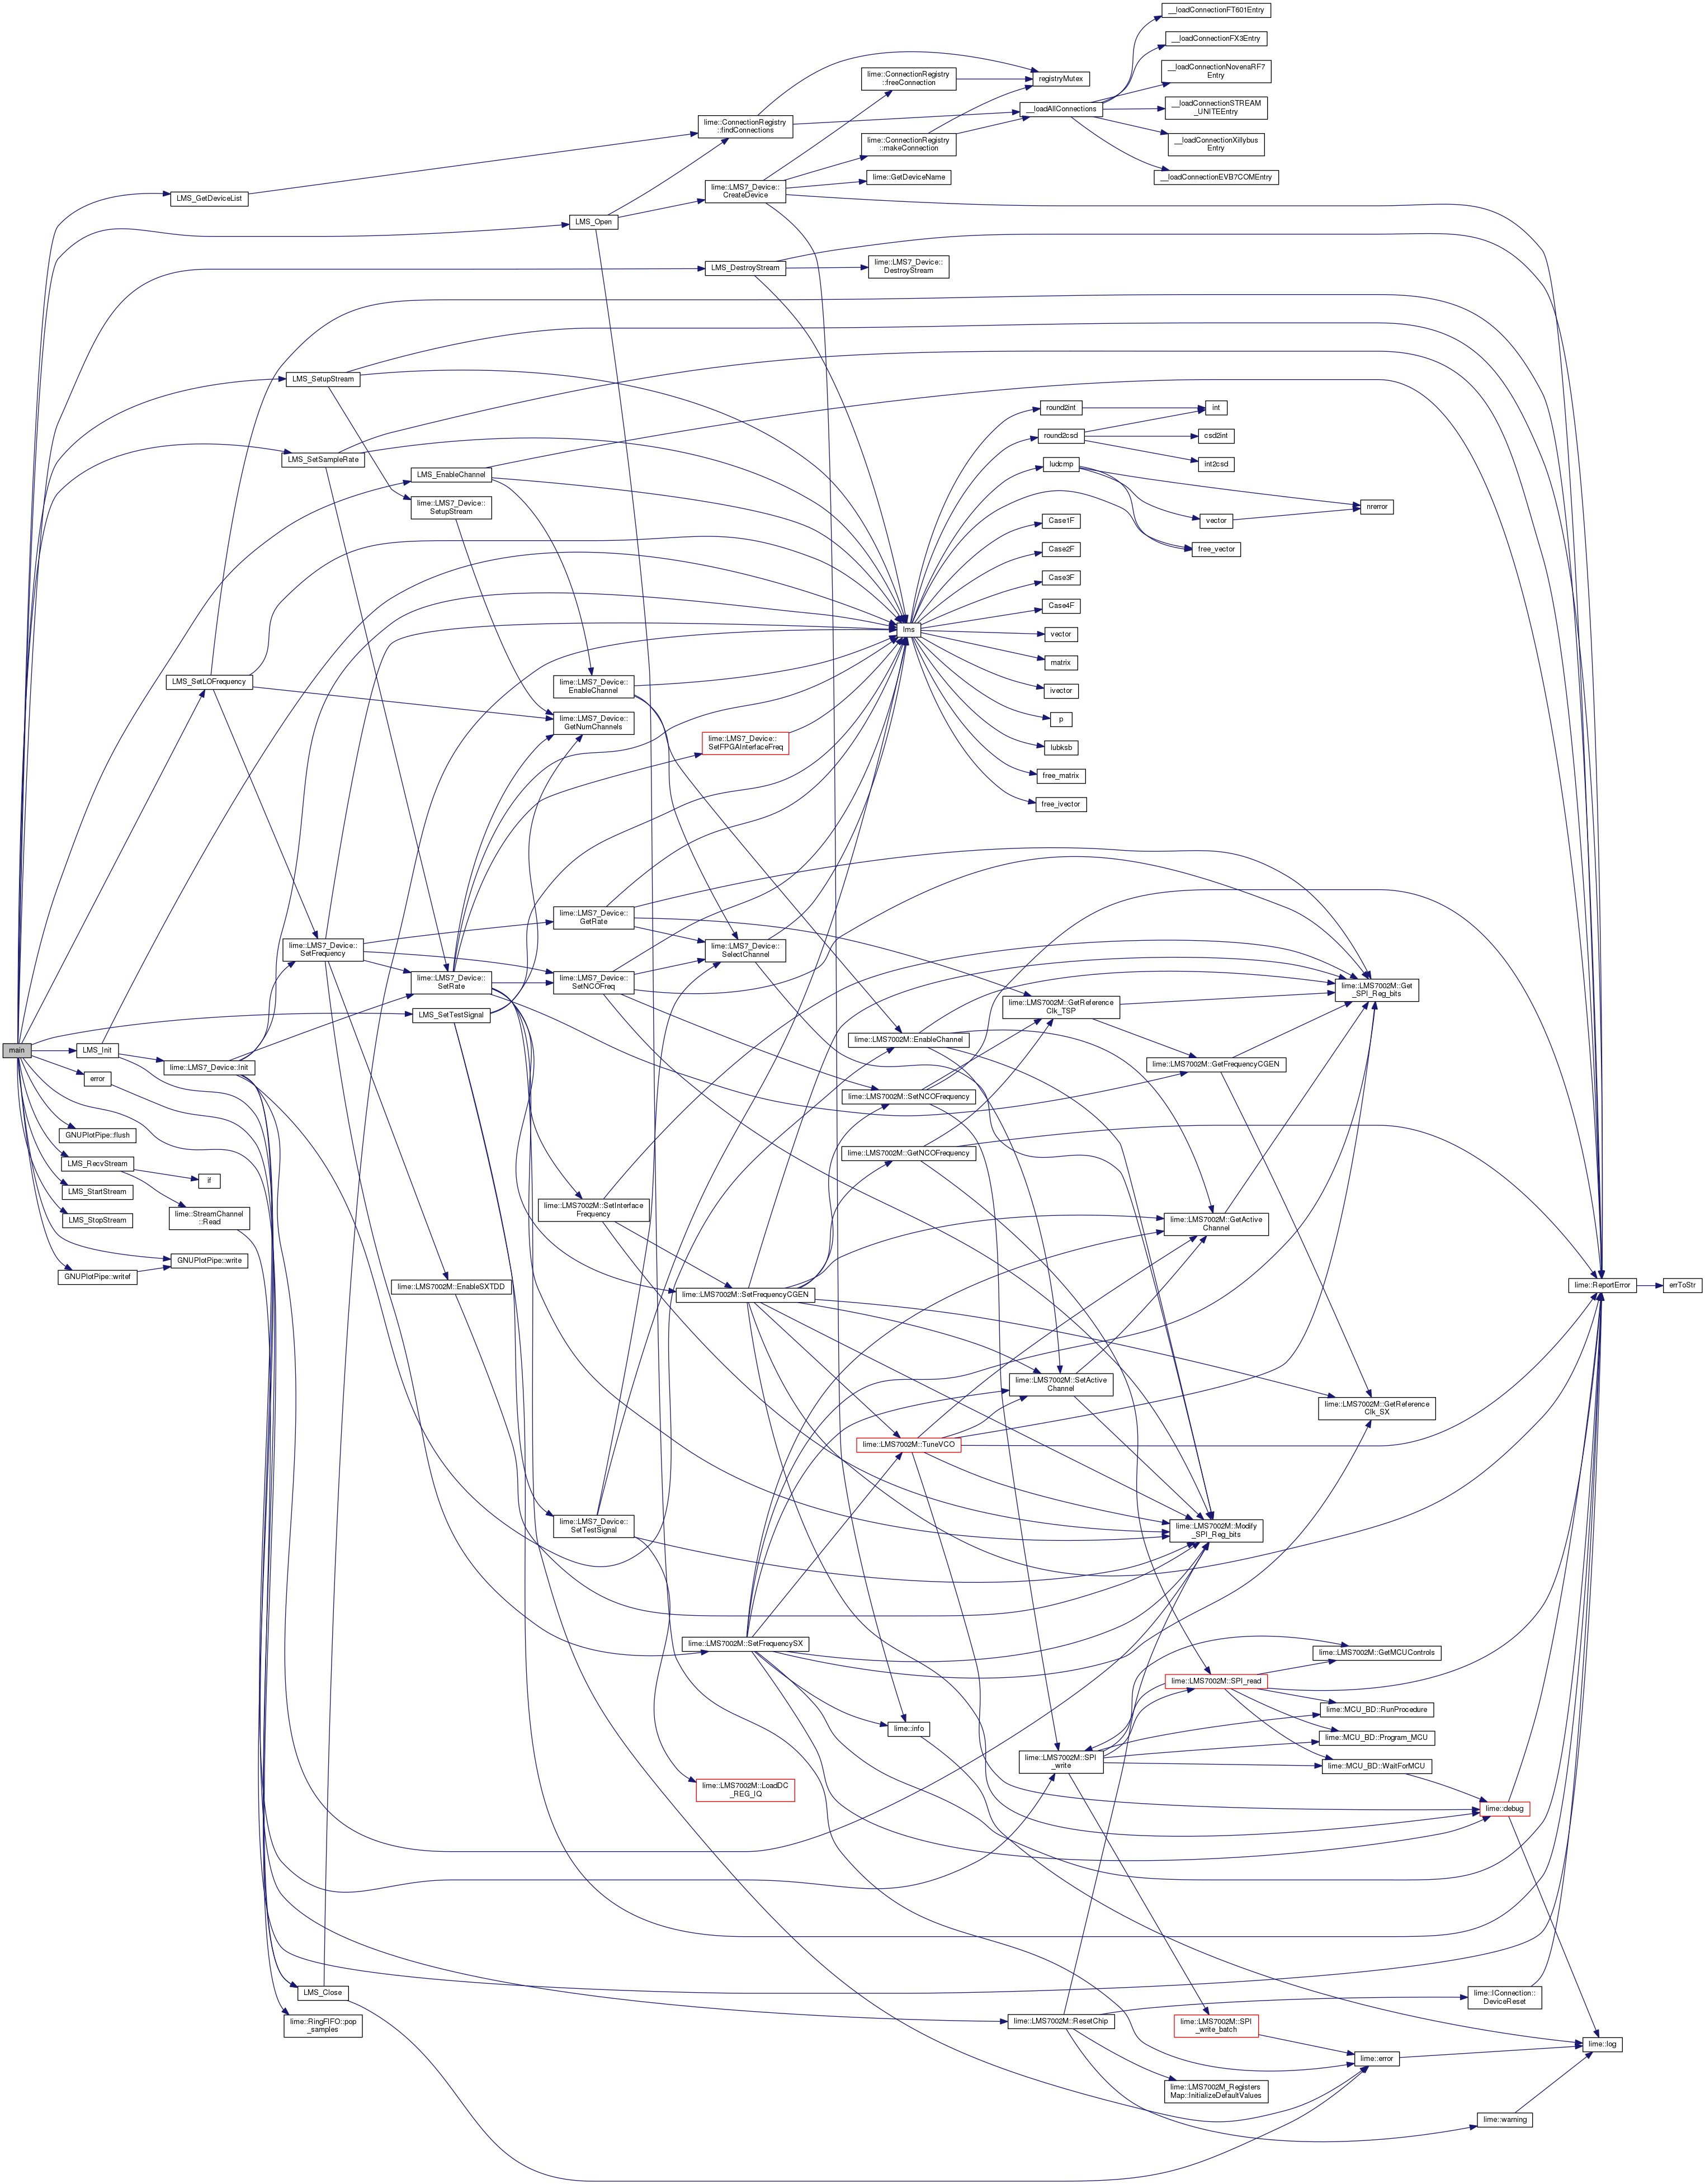 __loadConnectionFT601Entry
__loadConnectionFX3Entry
lime::ConnectionRegistry
::freeConnection
registryMutex
__loadConnectionNovenaRF7
Entry
__loadAllConnections
__loadConnectionSTREAM
_UNITEEntry
lime::ConnectionRegistry
::findConnections
lime::ConnectionRegistry
::makeConnection
__loadConnectionXillybus
Entry
lime::GetDeviceName
__loadConnectionEVB7COMEntry
LMS_GetDeviceList
lime::LMS7_Device::
CreateDevice
LMS_Open
LMS_DestroyStream
lime::LMS7_Device::
DestroyStream
LMS_SetupStream
round2int
int
round2csd
csd2int
LMS_SetSampleRate
ludcmp
int2csd
LMS_EnableChannel
lime::LMS7_Device::
SetupStream
nrerror
Case1F
vector
Case2F
free_vector
Case3F
Case4F
lms
vector
matrix
LMS_SetLOFrequency
lime::LMS7_Device::
EnableChannel
ivector
lime::LMS7_Device::
GetNumChannels
p
lime::LMS7_Device::
SetFPGAInterfaceFreq
lubksb
free_matrix
free_ivector
lime::LMS7_Device::
GetRate
lime::LMS7_Device::
SetFrequency
lime::LMS7_Device::
SelectChannel
lime::LMS7_Device::
SetRate
lime::LMS7_Device::
SetNCOFreq
lime::LMS7002M::Get
_SPI_Reg_bits
LMS_SetTestSignal
lime::LMS7002M::GetReference
Clk_TSP
main
LMS_Init
lime::LMS7_Device::Init
lime::LMS7002M::EnableChannel
lime::LMS7002M::GetFrequencyCGEN
error
lime::LMS7002M::SetNCOFrequency
GNUPlotPipe::flush
lime::LMS7002M::GetNCOFrequency
LMS_RecvStream
if
LMS_StartStream
lime::StreamChannel
::Read
lime::LMS7002M::SetInterface
Frequency
lime::LMS7002M::GetActive
Channel
LMS_StopStream
GNUPlotPipe::write
GNUPlotPipe::writef
lime::LMS7002M::EnableSXTDD
lime::LMS7002M::SetFrequencyCGEN
lime::ReportError
errToStr
lime::LMS7002M::SetActive
Channel
lime::LMS7002M::GetReference
Clk_SX
lime::LMS7002M::TuneVCO
lime::LMS7_Device::
SetTestSignal
lime::LMS7002M::Modify
_SPI_Reg_bits
lime::LMS7002M::SetFrequencySX
lime::LMS7002M::GetMCUControls
lime::LMS7002M::SPI_read
lime::MCU_BD::RunProcedure
lime::info
lime::MCU_BD::Program_MCU
lime::LMS7002M::SPI
_write
lime::MCU_BD::WaitForMCU
lime::LMS7002M::LoadDC
_REG_IQ
lime::debug
LMS_Close
lime::IConnection::
DeviceReset
lime::RingFIFO::pop
_samples
lime::LMS7002M::ResetChip
lime::LMS7002M::SPI
_write_batch
lime::log
lime::error
lime::LMS7002M_Registers
Map::InitializeDefaultValues
lime::warning